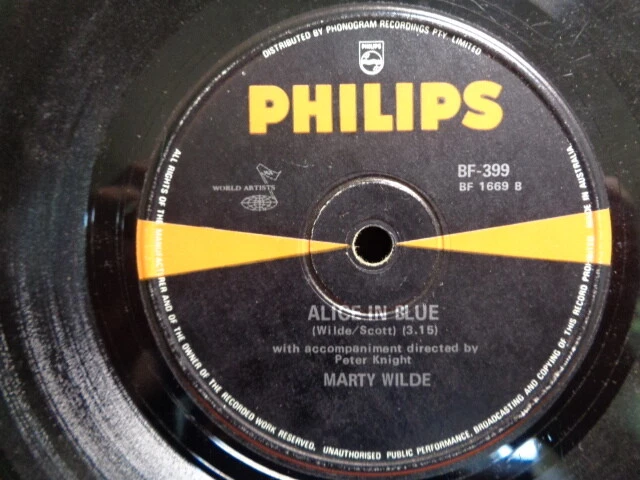 DISTRIBUTED BY PHONOGRAM RECORDINGS PTY. LIMITED
PHILIPS
PHILIPS
BF-399
BF 1669 B
WORLD ARTISTS
ALICE IN BLUE
(Wilde/Scott) (3.15)
with accompaniment directed by
Peter Knight
MARTY WILDE
ALL RIGHTS OF THE MANUFACTURER AND OF THE OWNER OF THE RECORDED WORK RESERVED. UNAUTHORISED PUBLIC PERFORMANCE, BROADCASTING AND COPYING OF THIS RECORD PROHIBITED
IN AUSTRALIA.